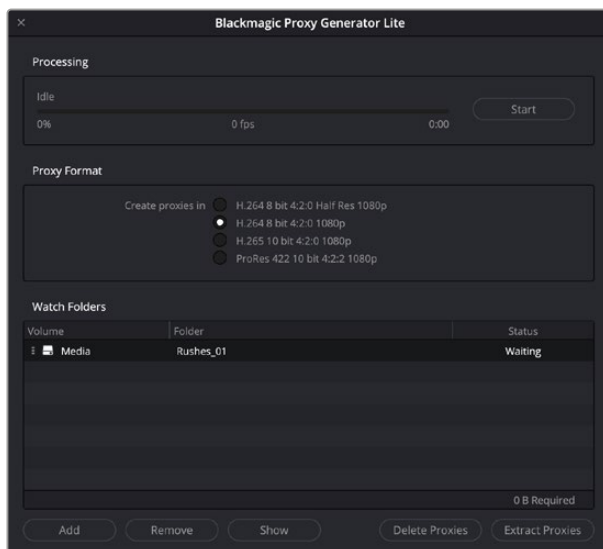 Blackmagic Proxy Generator Lite
Processing
Idle
Start
0% 0 fps 0:00
Proxy Format
Create proxies in H.264 8 bit 4:2:0 Half Res 1080p
H.264 8 bit 4:2:0 1080p
H.265 10 bit 4:2:0 1080p
ProRes 422 10 bit 4:2:2 1080p
Watch Folders
Volume Folder Status
Media Rushes_01 Waiting
0 B Required
Add Remove Show Delete Proxies Extract Proxies